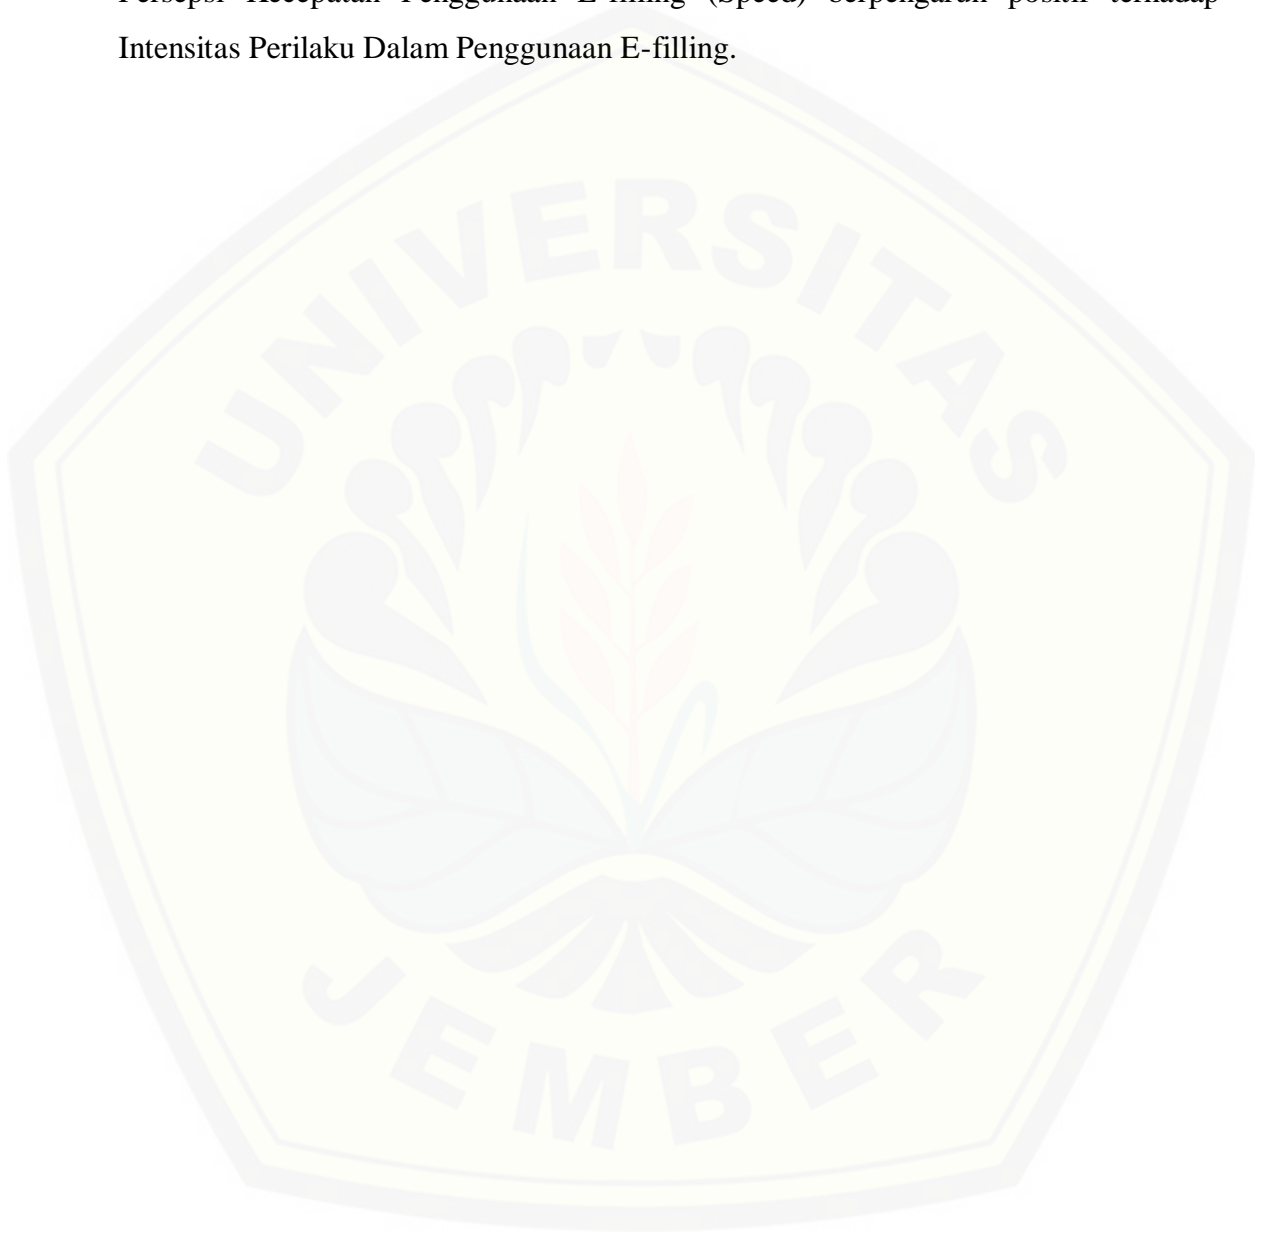 Persepsi Kecepatan Penggunaan E-filling (Speed) berpengaruh positif terhadap
Intensitas Perilaku Dalam Penggunaan E-filling.
UNIVERSITAS
JEMBER